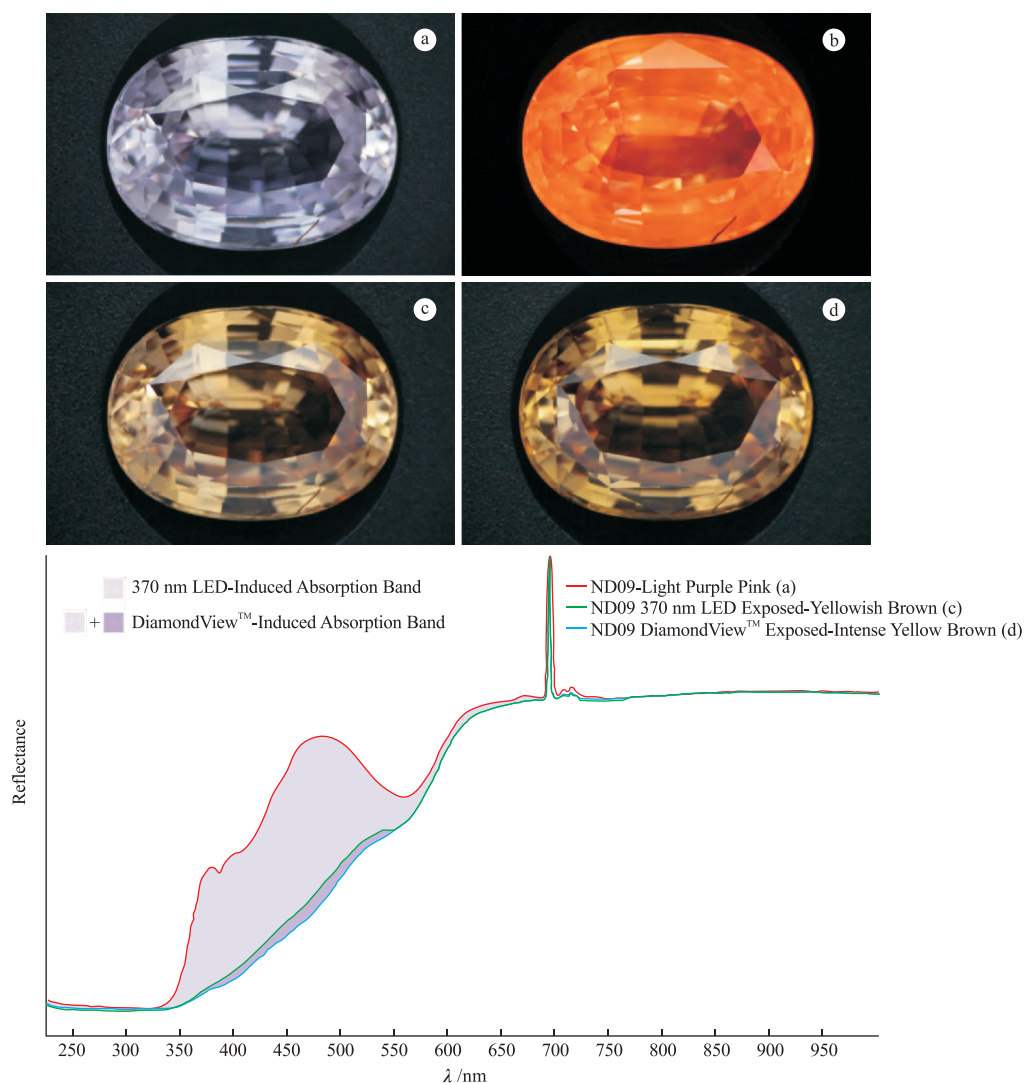 a
b
c
d
370 nm LED-Induced Absorption Band
+ DiamondView™-Induced Absorption Band
ND09-Light Purple Pink (a)
ND09 370 nm LED Exposed-Yellowish Brown (c)
ND09 DiamondView™ Exposed-Intense Yellow Brown (d)
Reflectance
250 300 350 400 450 500 550 600 650 700 750 800 850 900 950
λ /nm